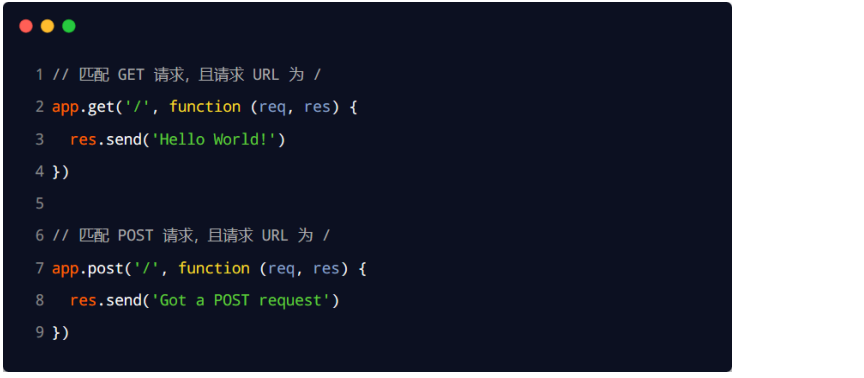 1 // 匹配 GET 请求，且请求 URL 为 /
2 app.get('/', function (req, res) {
3   res.send('Hello World!')
4 })
5
6 // 匹配 POST 请求，且请求 URL 为 /
7 app.post('/', function (req, res) {
8   res.send('Got a POST request')
9 })